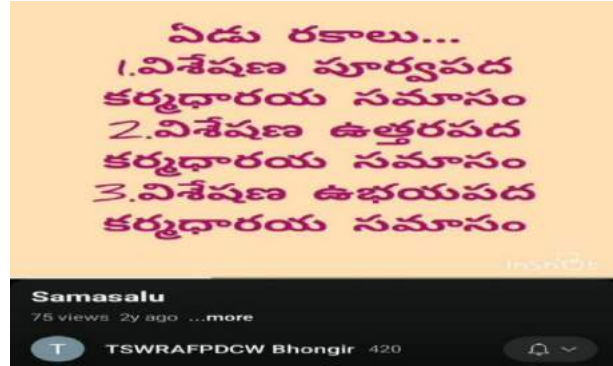 ఏడు రకాలు...
1.విశేషణ పూర్వపద
కర్మధారయ సమాసం
2.విశేషణ ఉత్తరపద
కర్మధారయ సమాసం
3.విశేషణ ఉభయపద
కర్మధారయ సమాసం
InShOt
Samasalu
75 views 2y ago ...more
T TSWRAFPDCW Bhongir 420